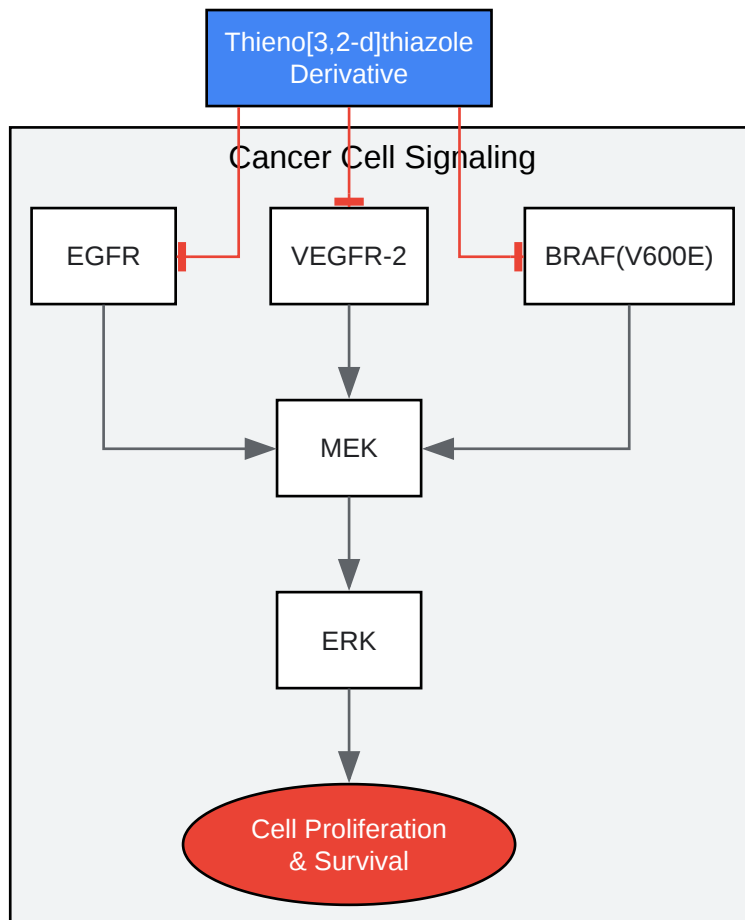 Thieno[3,2-d]thiazole
Derivative
Cancer Cell Signaling
EGFR
VEGFR-2
BRAF(V600E)
MEK
ERK
Cell Proliferation
& Survival